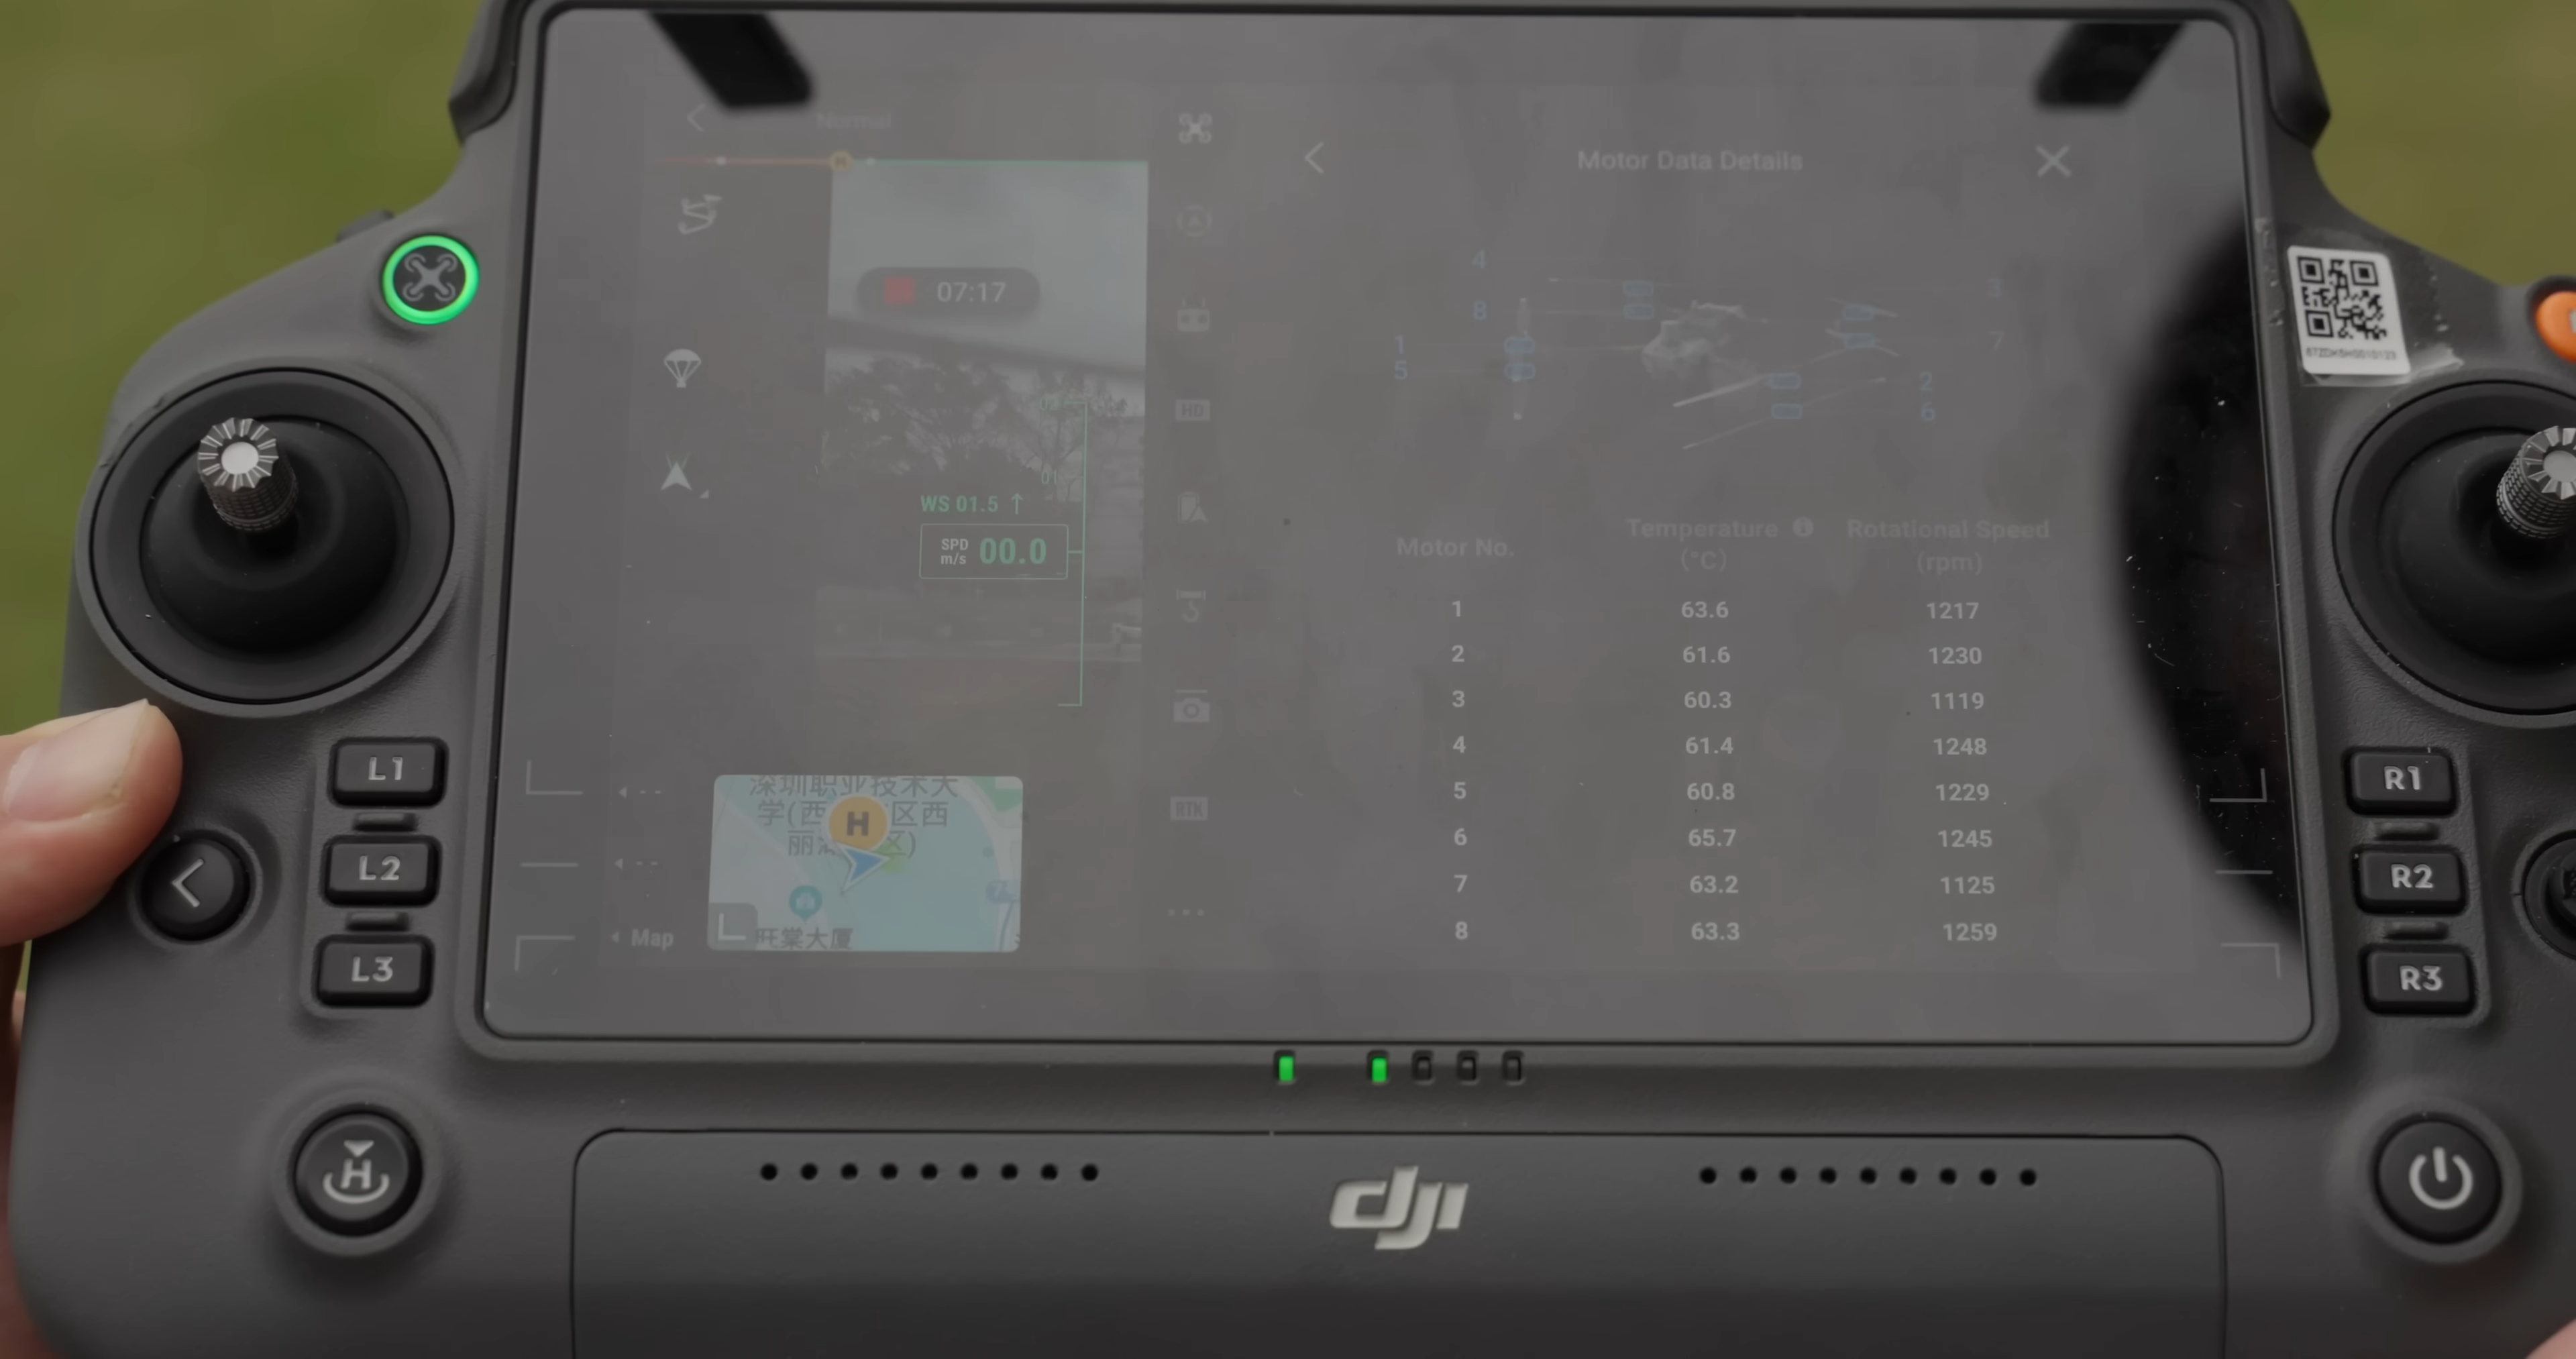 Normal
Motor Data Details
07:17
4
8
3
7
1
5
2
6
HD
02
01
WS 01.5 ↑
SPD
m/s
00.0
Motor No.
Temperature
(°C)
Rotational Speed
(rpm)
1 63.6 1217
2 61.6 1230
3 60.3 1119
4 61.4 1248
5 60.8 1229
6 65.7 1245
7 63.2 1125
8 63.3 1259
深圳职业技术大
学(西 区西
H
RTK
旺棠大厦
Map
L1
L2
L3
R1
R2
R3
H
dji